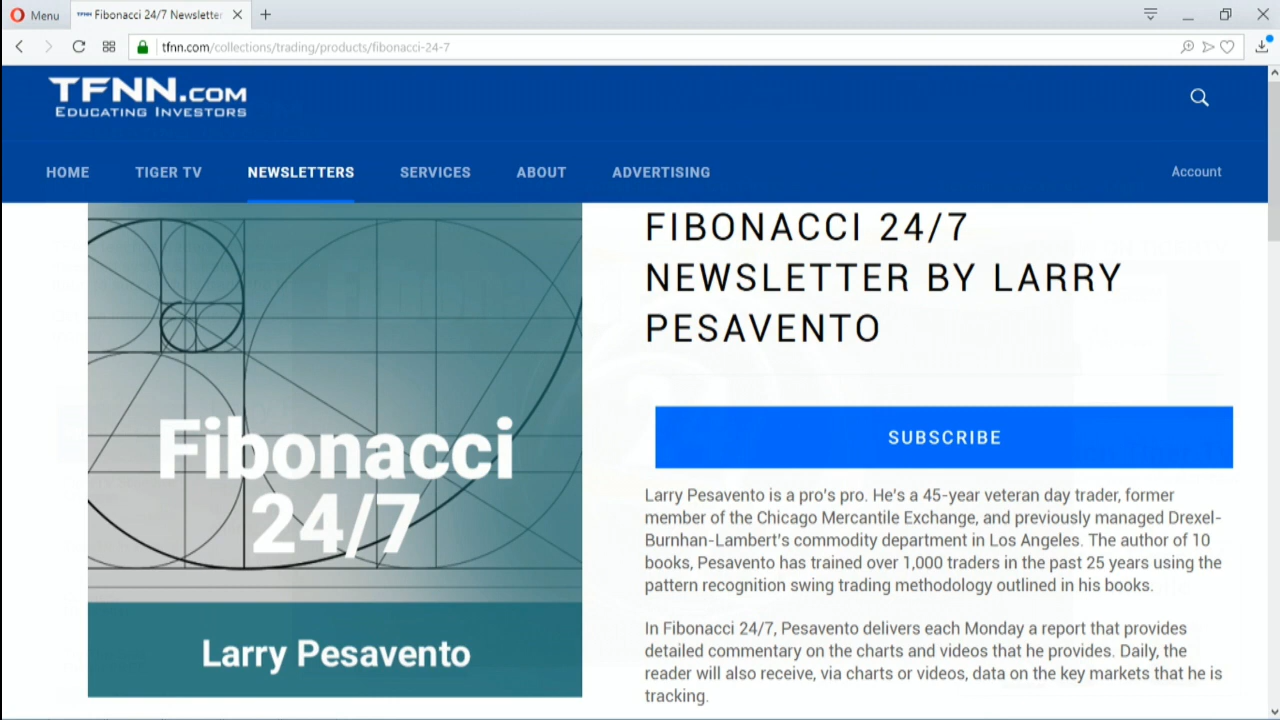 Menu
Fibonacci 24/7 Newsletter
tfnn.com/collections/trading/products/fibonacci-24-7
TFNN.COM
EDUCATING INVESTORS
HOME TIGER TV NEWSLETTERS SERVICES ABOUT ADVERTISING Account
Fibonacci
24/7
Larry Pesavento
FIBONACCI 24/7
NEWSLETTER BY LARRY
PESAVENTO
SUBSCRIBE
Larry Pesavento is a pro's pro. He's a 45-year veteran day trader, former
member of the Chicago Mercantile Exchange, and previously managed Drexel-
Burnhan-Lambert's commodity department in Los Angeles. The author of 10
books, Pesavento has trained over 1,000 traders in the past 25 years using the
pattern recognition swing trading methodology outlined in his books.
In Fibonacci 24/7, Pesavento delivers each Monday a report that provides
detailed commentary on the charts and videos that he provides. Daily, the
reader will also receive, via charts or videos, data on the key markets that he is
tracking.